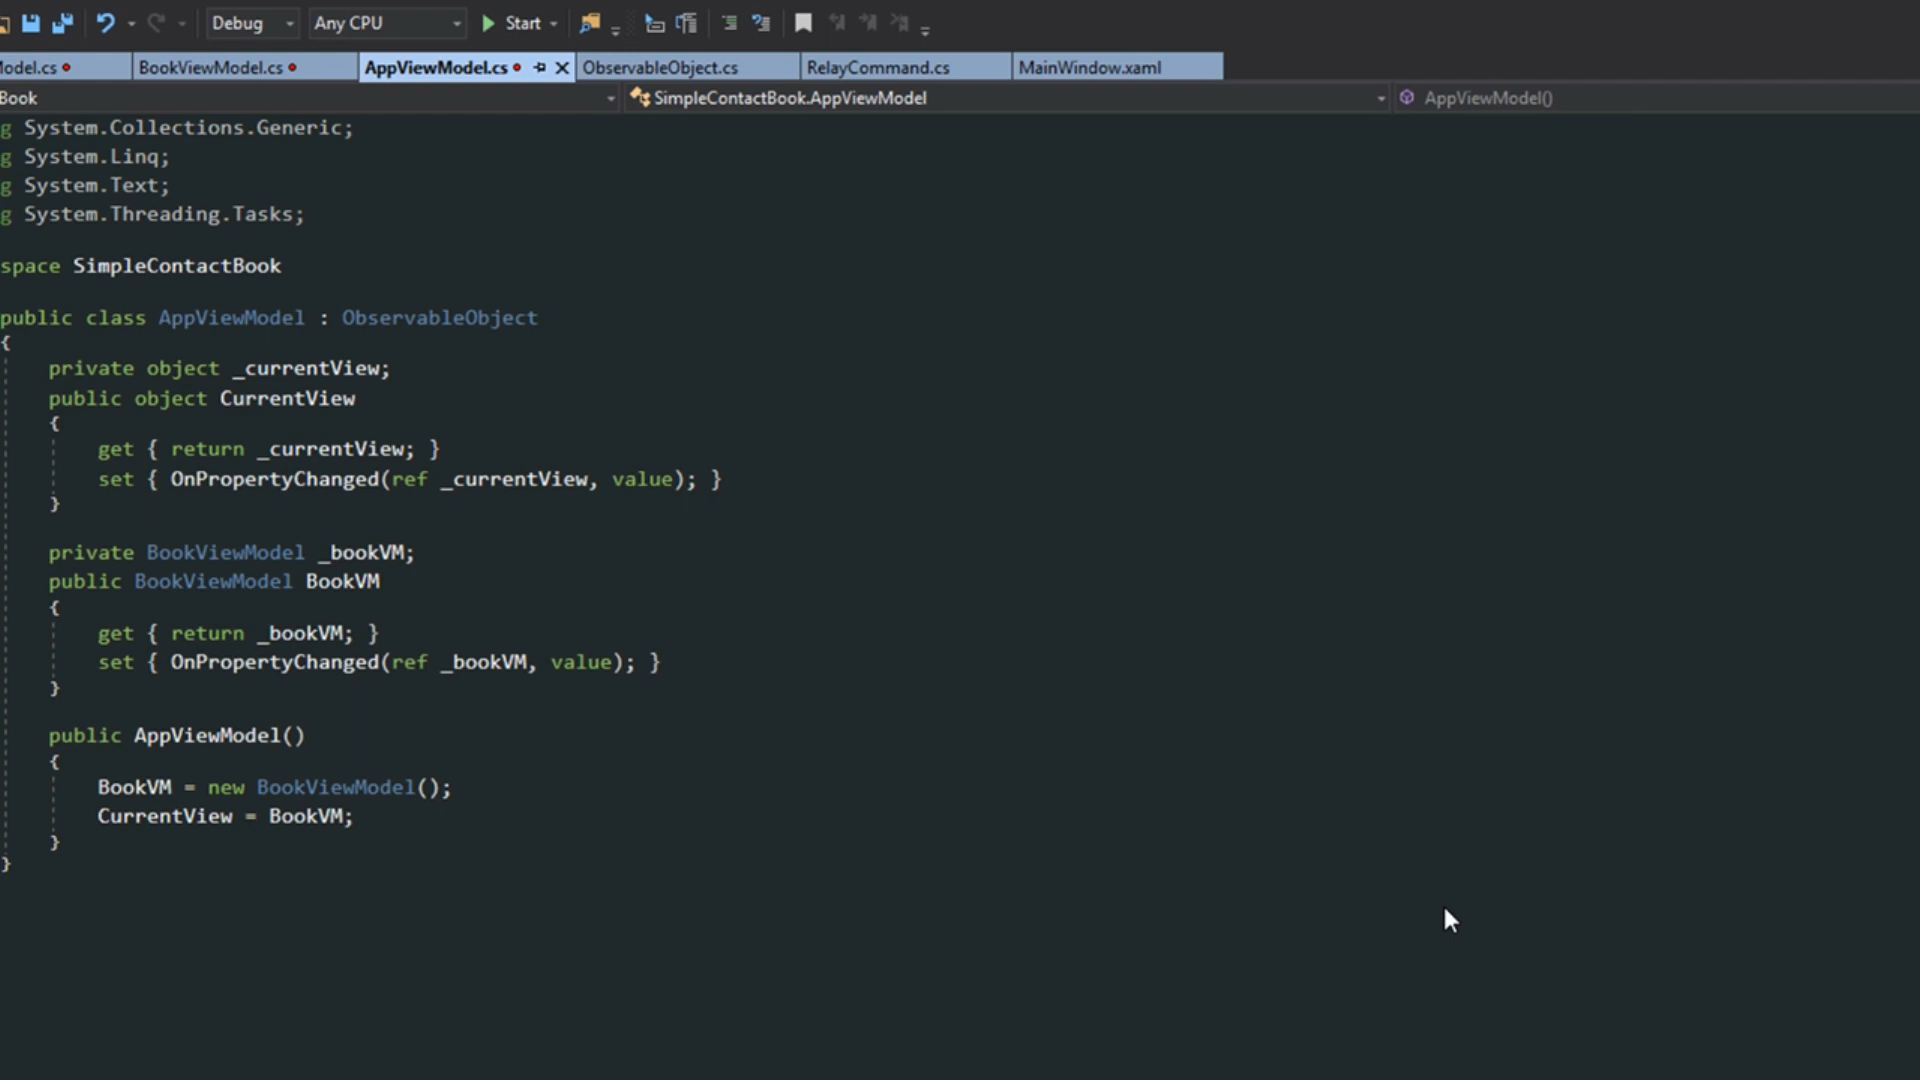 Debug Any CPU Start
Model.cs BookViewModel.cs AppViewModel.cs ObservableObject.cs RelayCommand.cs MainWindow.xaml
Book SimpleContactBook.AppViewModel AppViewModel()
g System.Collections.Generic;
g System.Linq;
g System.Text;
g System.Threading.Tasks;
space SimpleContactBook
public class AppViewModel : ObservableObject
{
private object _currentView;
public object CurrentView
{
get { return _currentView; }
set { OnPropertyChanged(ref _currentView, value); }
}
private BookViewModel _bookVM;
public BookViewModel BookVM
{
get { return _bookVM; }
set { OnPropertyChanged(ref _bookVM, value); }
}
public AppViewModel()
{
BookVM = new BookViewModel();
CurrentView = BookVM;
}
}